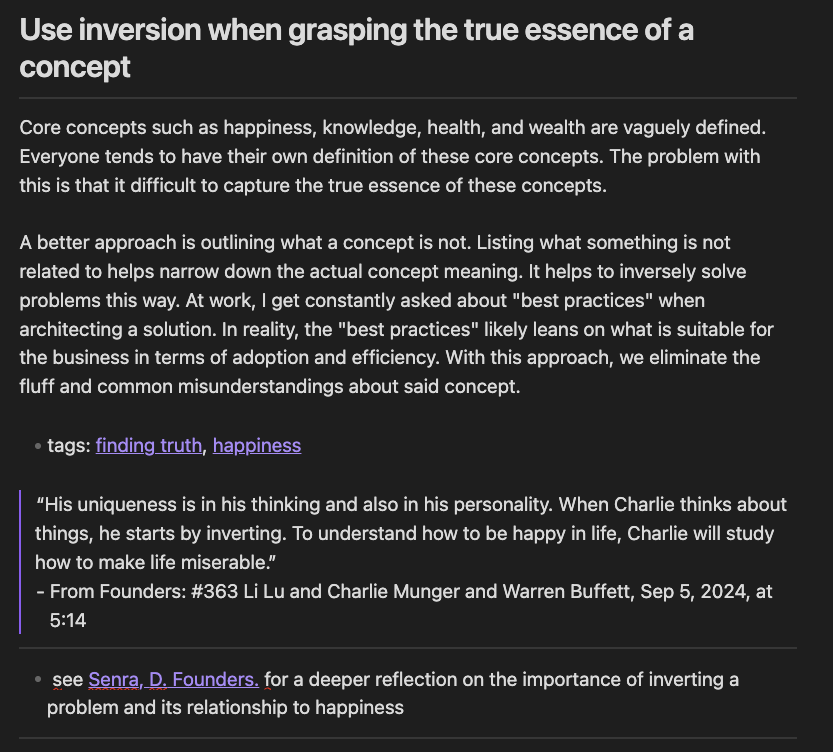 Use inversion when grasping the true essence of a
concept
Core concepts such as happiness, knowledge, health, and wealth are vaguely defined.
Everyone tends to have their own definition of these core concepts. The problem with
this is that it difficult to capture the true essence of these concepts.
A better approach is outlining what a concept is not. Listing what something is not
related to helps narrow down the actual concept meaning. It helps to inversely solve
problems this way. At work, I get constantly asked about "best practices" when
architecting a solution. In reality, the "best practices" likely leans on what is suitable for
the business in terms of adoption and efficiency. With this approach, we eliminate the
fluff and common misunderstandings about said concept.
• tags: finding truth, happiness
“His uniqueness is in his thinking and also in his personality. When Charlie thinks about
things, he starts by inverting. To understand how to be happy in life, Charlie will study
how to make life miserable.”
- From Founders: #363 Li Lu and Charlie Munger and Warren Buffett, Sep 5, 2024, at
5:14
• see Senra, D. Founders. for a deeper reflection on the importance of inverting a
problem and its relationship to happiness